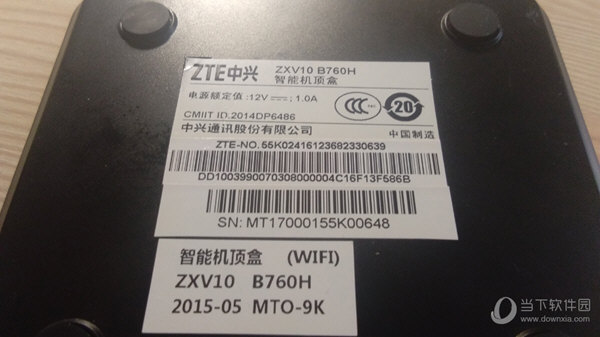 ZTE中兴 ZXV10 B760H
智能机顶盒
电源额定值:12V⎓;1.0A
CMIIT ID.2014DP6486
中兴通讯股份有限公司
20
中国制造
ZTE-NO. 55K02416123682330639
DD1003990070308000004C16F13F586B
SN: MT17000155K00648
智能机顶盒 (WIFI)
ZXV10 B760H
2015-05 MTO-9K
当下软件园
www.downxia.com